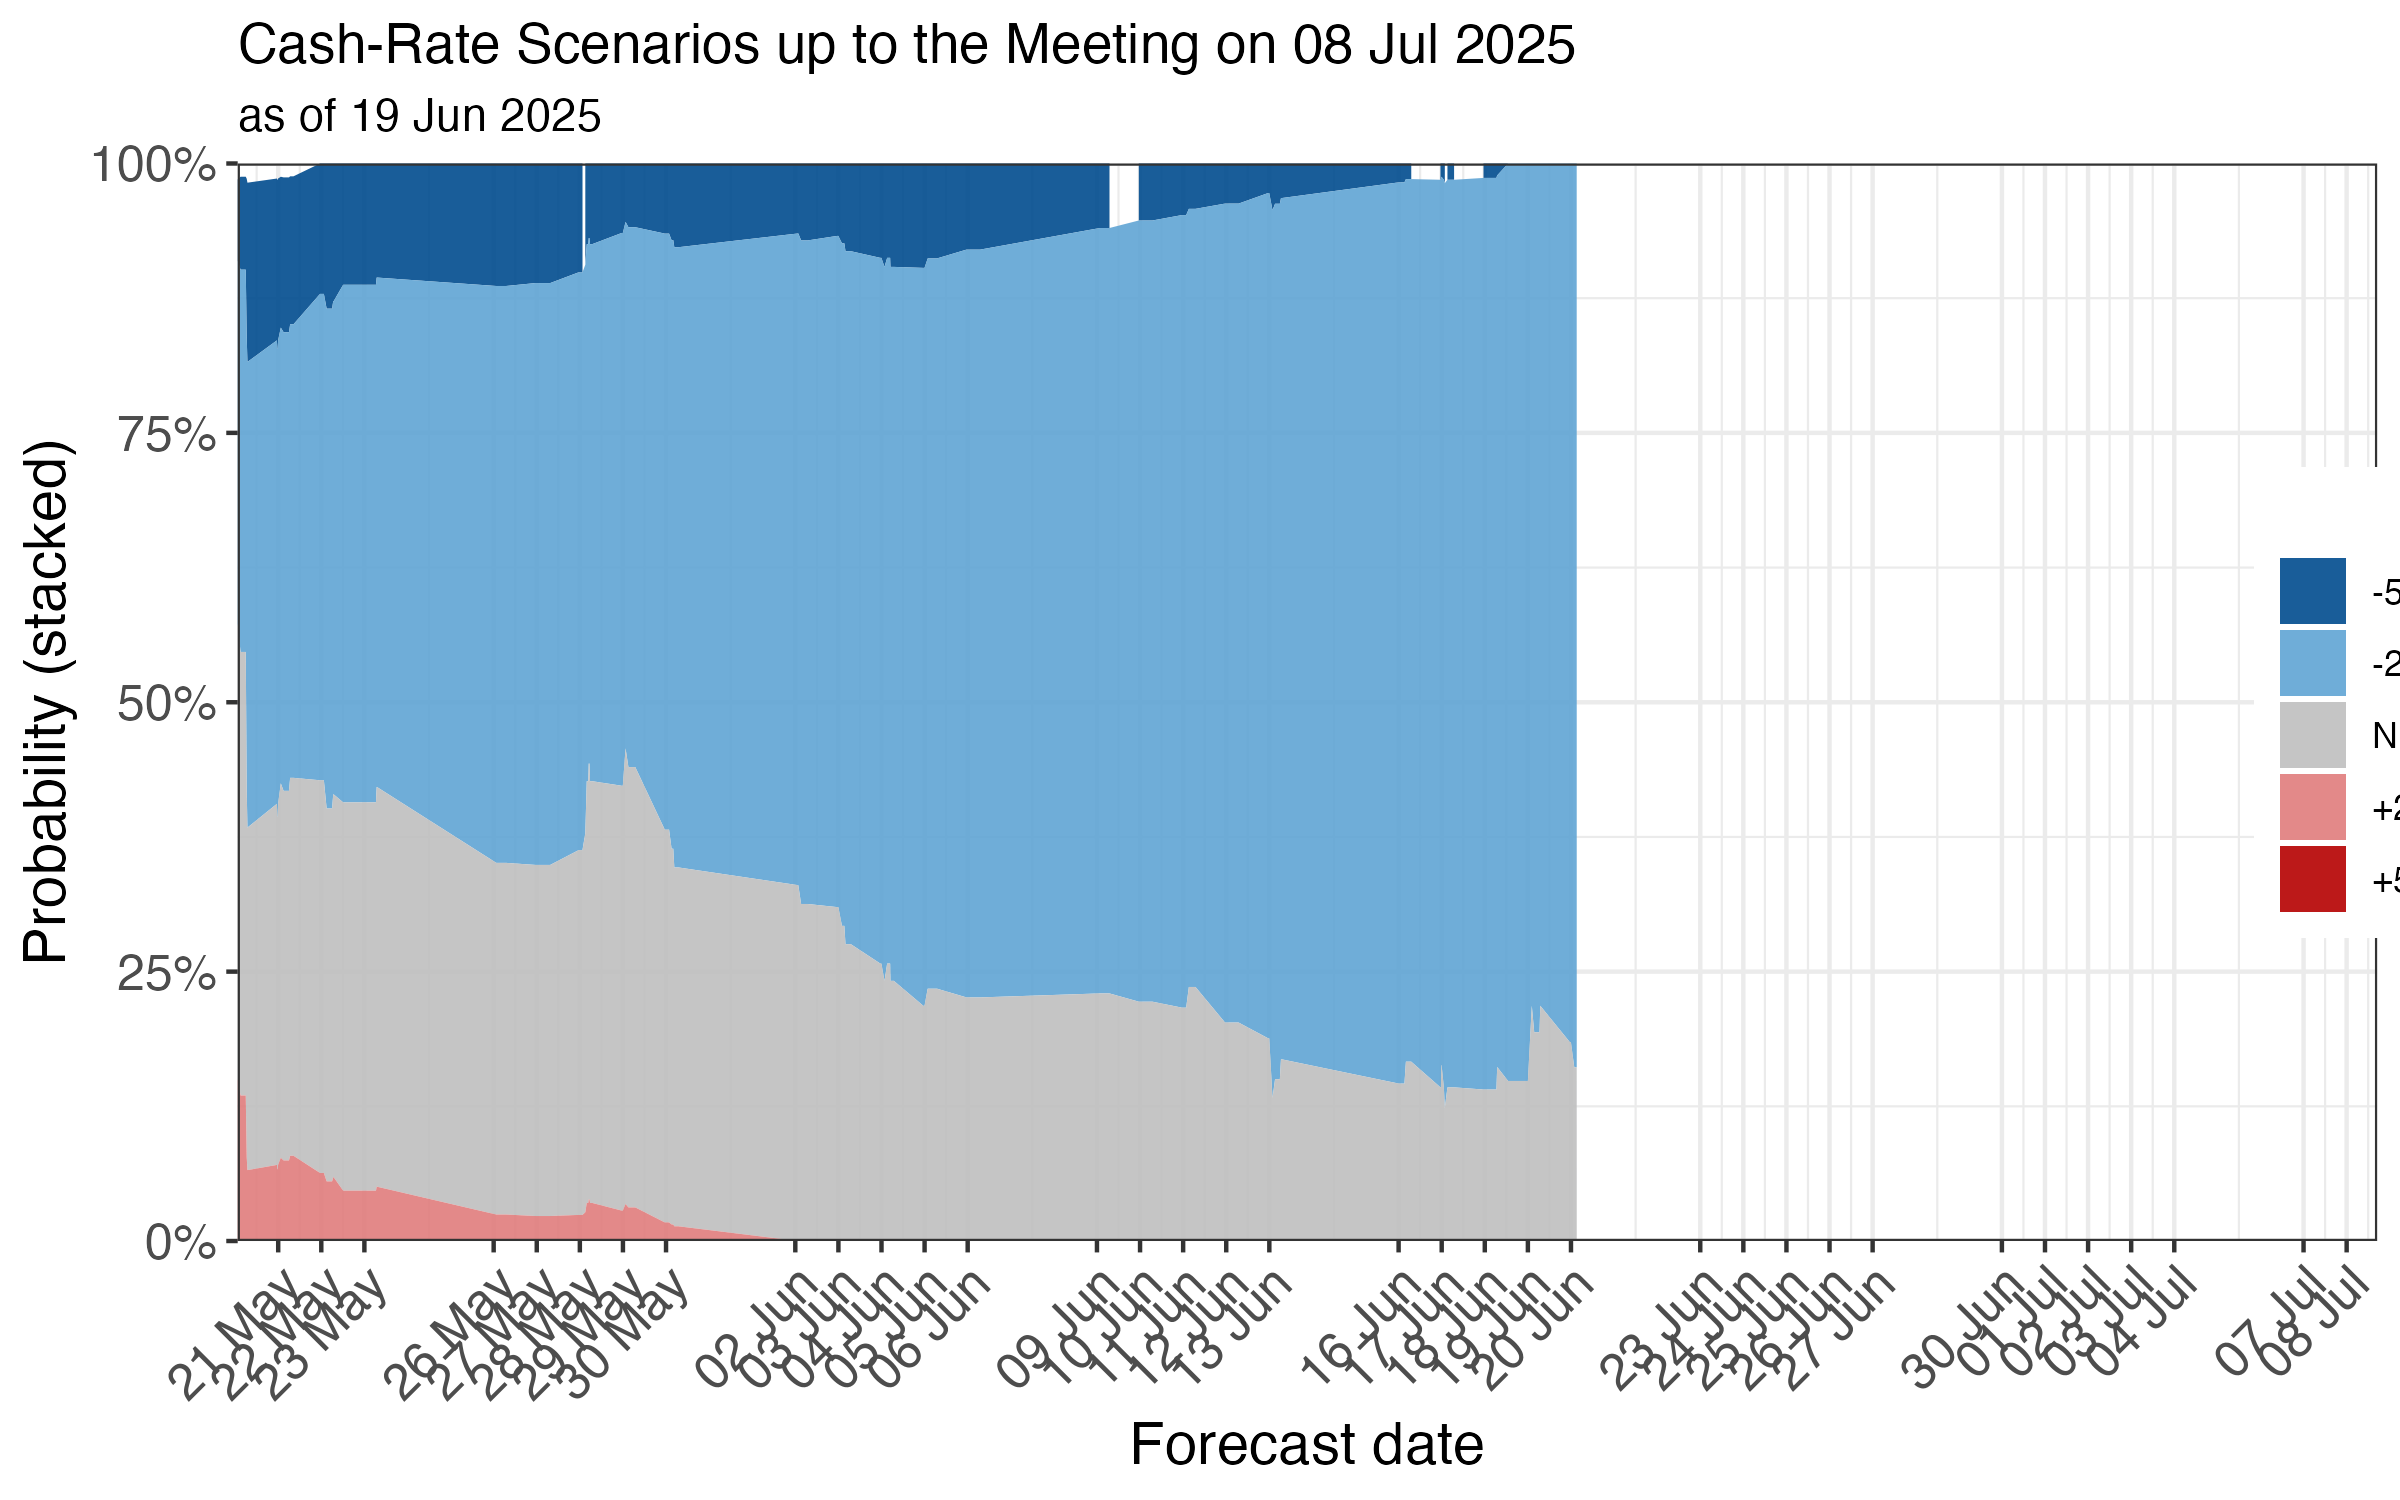 Cash-Rate Scenarios up to the Meeting on 08 Jul 2025
as of 19 Jun 2025
Probability (stacked)
100%
75%
50%
25%
0%
-5
-2
N
+2
+5
21 May
22 May
23 May
26 May
27 May
28 May
29 May
30 May
02 Jun
03 Jun
04 Jun
05 Jun
06 Jun
09 Jun
10 Jun
11 Jun
12 Jun
13 Jun
16 Jun
17 Jun
18 Jun
19 Jun
20 Jun
23 Jun
24 Jun
25 Jun
26 Jun
27 Jun
30 Jun
01 Jul
02 Jul
03 Jul
04 Jul
07 Jul
08 Jul
Forecast date